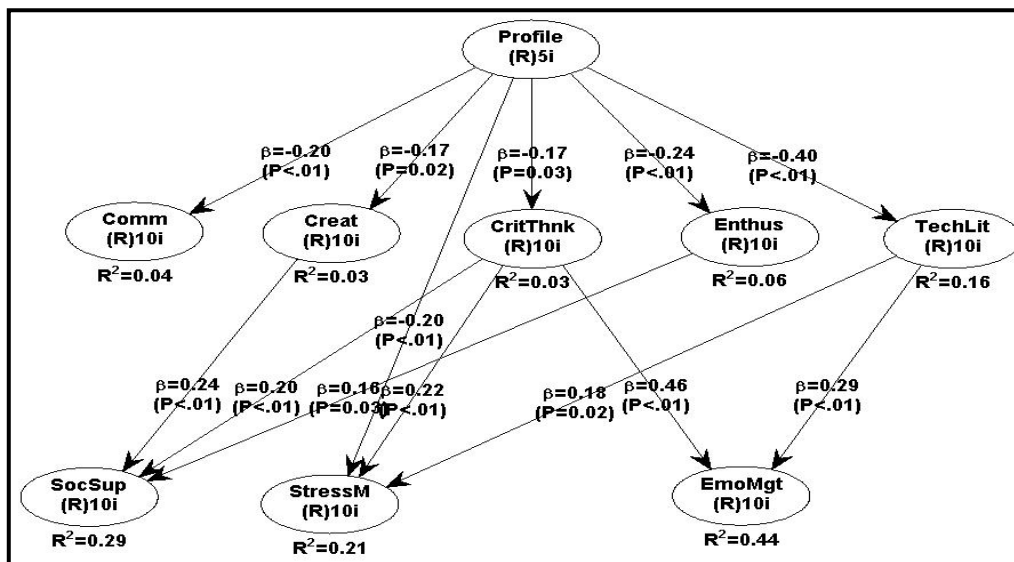 Profile
(R)5i
β=-0.20
(P<.01)
β=-0.17
(P=0.02)
β=-0.17
(P=0.03)
β=-0.24
(P<.01)
β=-0.40
(P<.01)
Comm
(R)10i
R²=0.04
Creat
(R)10i
R²=0.03
CritThnk
(R)10i
R²=0.03
Enthus
(R)10i
R²=0.06
TechLit
(R)10i
R²=0.16
β=-0.20
(P<.01)
β=0.24
(P<.01)
β=0.20
(P<.01)
β=0.16
(P=0.03)
β=0.22
(P<.01)
β=0.18
(P=0.02)
β=0.46
(P<.01)
β=0.29
(P<.01)
SocSup
(R)10i
R²=0.29
StressM
(R)10i
R²=0.21
EmoMgt
(R)10i
R²=0.44